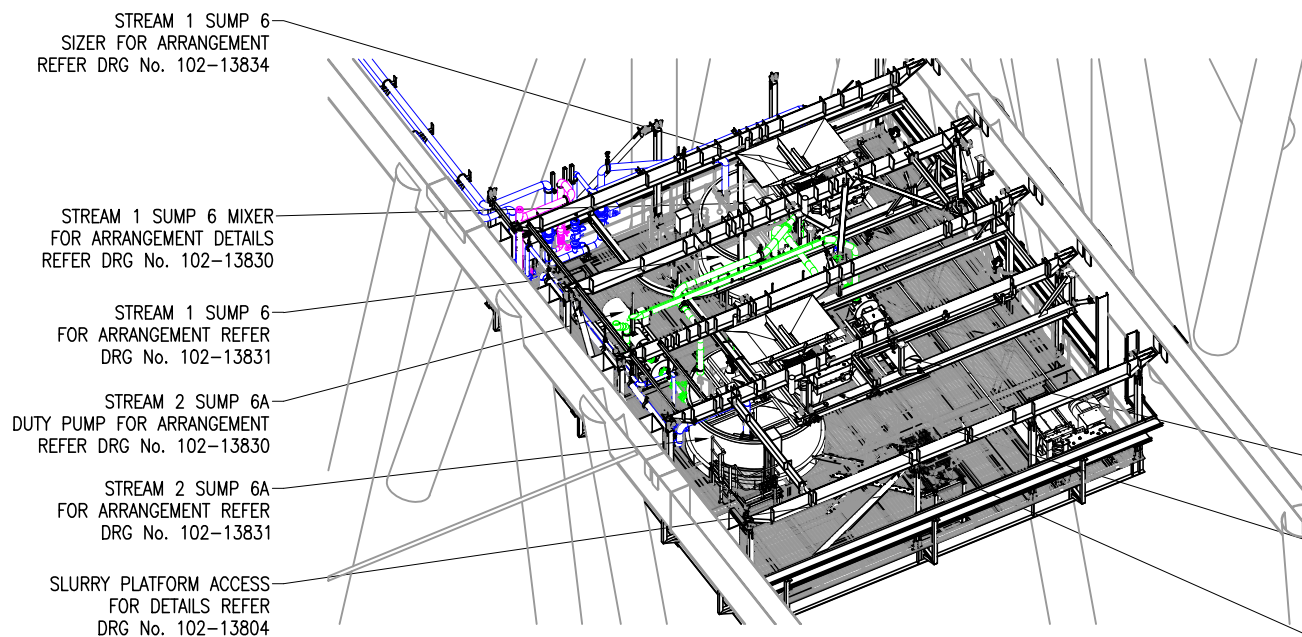 STREAM 1 SUMP 6
SIZER FOR ARRANGEMENT
REFER DRG No. 102-13834
STREAM 1 SUMP 6 MIXER
FOR ARRANGEMENT DETAILS
REFER DRG No. 102-13830
STREAM 1 SUMP 6
FOR ARRANGEMENT REFER
DRG No. 102-13831
STREAM 2 SUMP 6A
DUTY PUMP FOR ARRANGEMENT
REFER DRG No. 102-13830
STREAM 2 SUMP 6A
FOR ARRANGEMENT REFER
DRG No. 102-13831
SLURRY PLATFORM ACCESS
FOR DETAILS REFER
DRG No. 102-13804